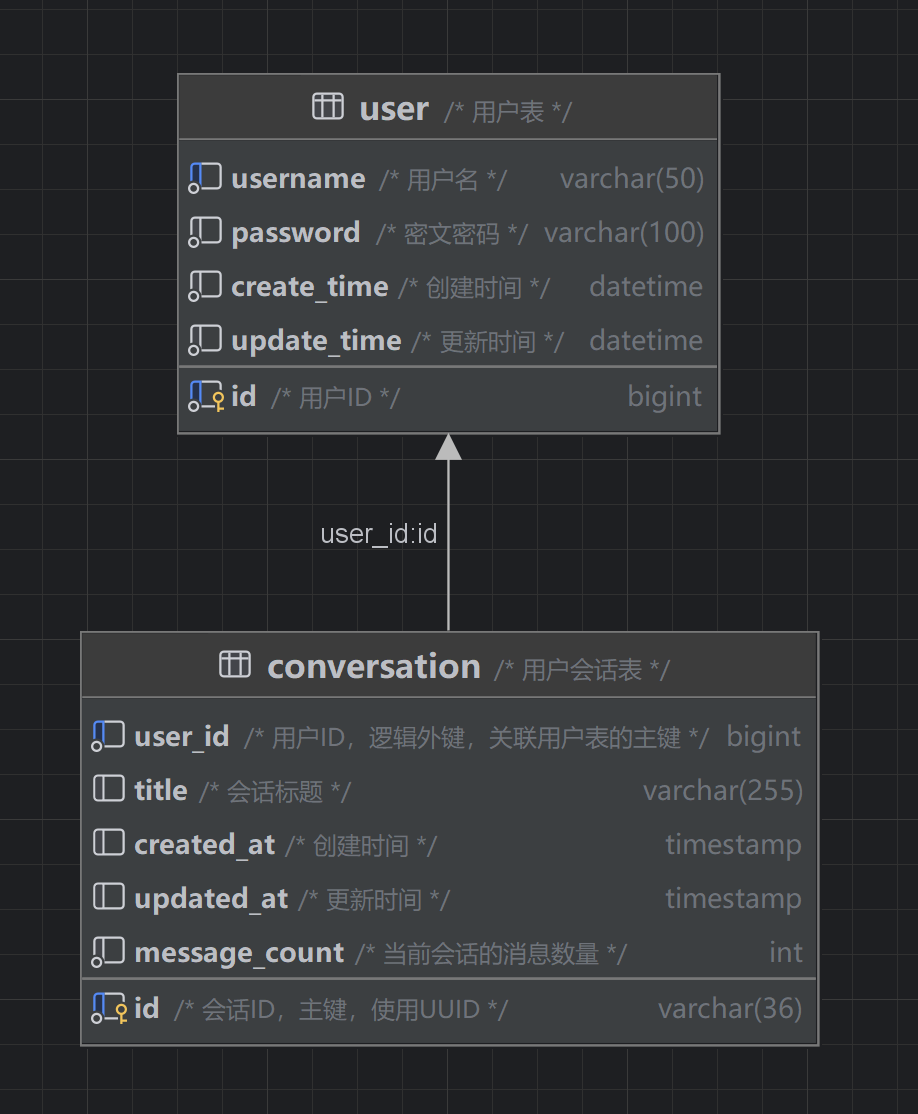 user /* 用户表 */
username /* 用户名 */ varchar(50)
password /* 密文密码 */ varchar(100)
create_time /* 创建时间 */ datetime
update_time /* 更新时间 */ datetime
id /* 用户ID */ bigint
user_id:id
conversation /* 用户会话表 */
user_id /* 用户ID，逻辑外键，关联用户表的主键 */ bigint
title /* 会话标题 */ varchar(255)
created_at /* 创建时间 */ timestamp
updated_at /* 更新时间 */ timestamp
message_count /* 当前会话的消息数量 */ int
id /* 会话ID，主键，使用UUID */ varchar(36)